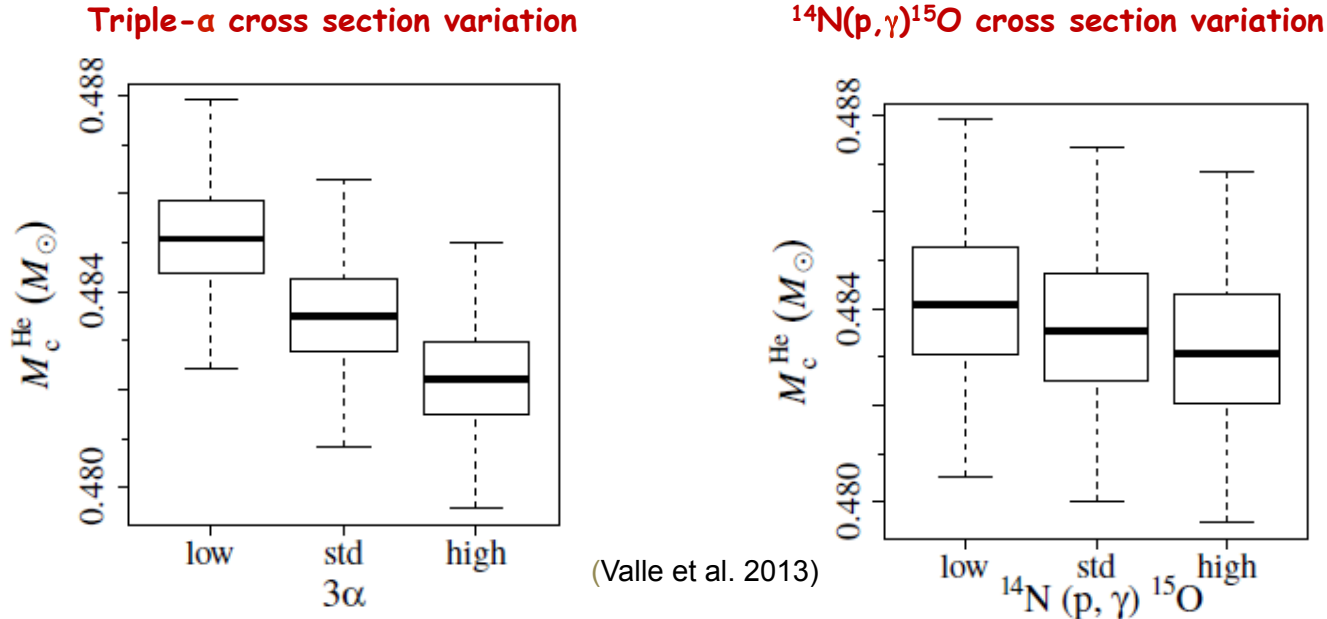 Triple-α cross section variation
0.488
0.484
0.480
M_c^He (M_⊙)
low std high
3α
(Valle et al. 2013)
¹⁴N(p,γ)¹⁵O cross section variation
0.488
0.484
0.480
M_c^He (M_⊙)
low std high
¹⁴N (p, γ) ¹⁵O